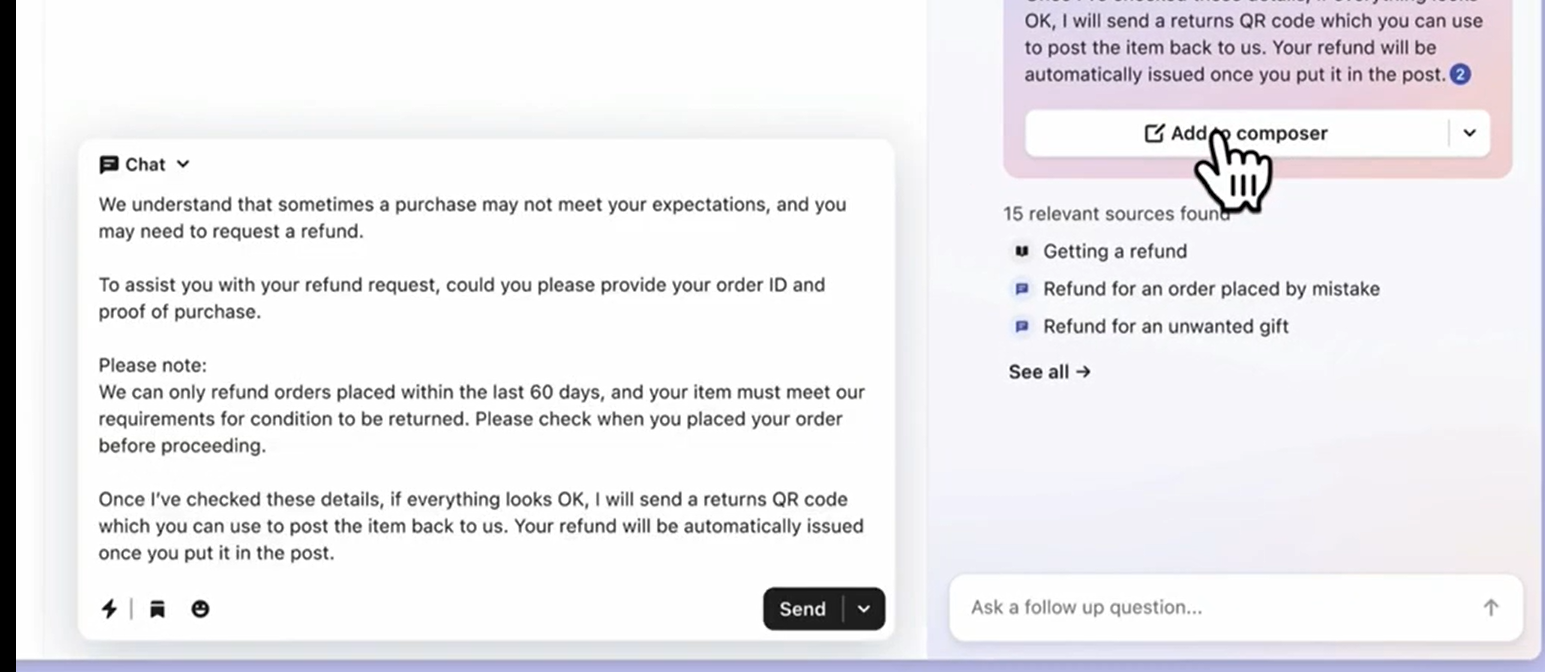 Chat
We understand that sometimes a purchase may not meet your expectations, and you
may need to request a refund.
To assist you with your refund request, could you please provide your order ID and
proof of purchase.
Please note:
We can only refund orders placed within the last 60 days, and your item must meet our
requirements for condition to be returned. Please check when you placed your order
before proceeding.
Once I've checked these details, if everything looks OK, I will send a returns QR code
which you can use to post the item back to us. Your refund will be automatically issued
once you put it in the post.
Send
OK, I will send a returns QR code which you can use
to post the item back to us. Your refund will be
automatically issued once you put it in the post. 2
Add to composer
15 relevant sources found
Getting a refund
Refund for an order placed by mistake
Refund for an unwanted gift
See all →
Ask a follow up question...